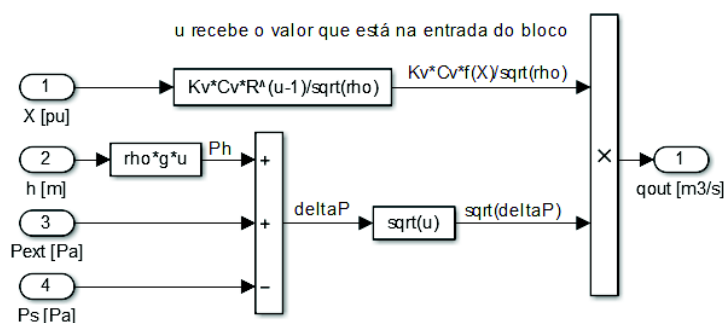 u recebe o valor que está na entrada do bloco
1
X [pu]
Kv*Cv*R^(u-1)/sqrt(rho)
Kv*Cv*f(X)/sqrt(rho)
2
h [m]
rho*g*u
Ph
+
3
Pext [Pa]
+
4
Ps [Pa]
−
deltaP
sqrt(u)
sqrt(deltaP)
×
1
qout [m3/s]